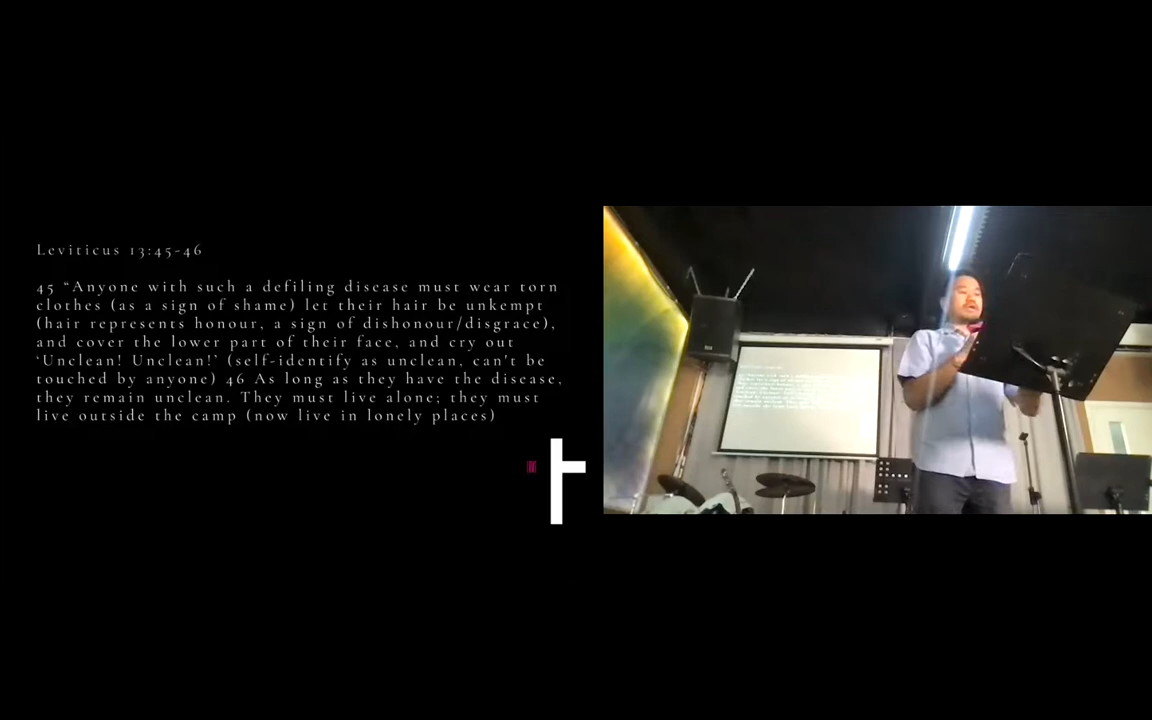 Leviticus 13:45-46
45 “Anyone with such a defiling disease must wear torn
clothes (as a sign of shame) let their hair be unkempt
(hair represents honour, a sign of dishonour/disgrace),
and cover the lower part of their face, and cry out
‘Unclean! Unclean!’ (self-identify as unclean, can't be
touched by anyone) 46 As long as they have the disease,
they remain unclean. They must live alone; they must
live outside the camp (now live in lonely places)